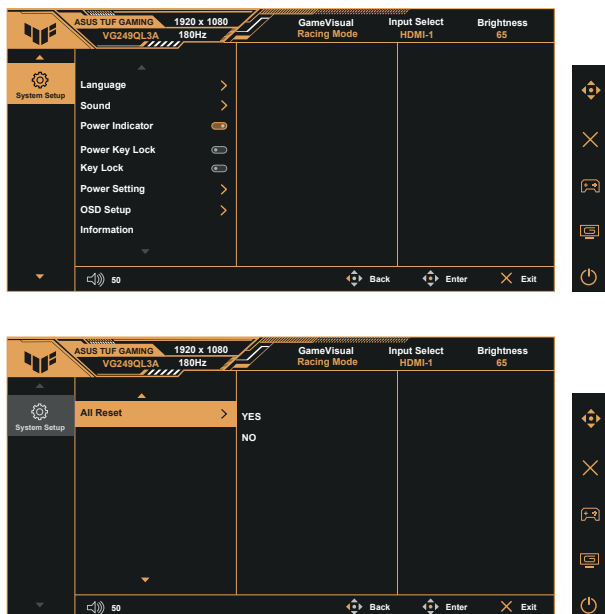 ASUS TUF GAMING 1920 x 1080 GameVisual Input Select Brightness
VG249QL3A 180Hz Racing Mode HDMI-1 65
System Setup
Language
Sound
Power Indicator
Power Key Lock
Key Lock
Power Setting
OSD Setup
Information
50 Back Enter Exit
ASUS TUF GAMING 1920 x 1080 GameVisual Input Select Brightness
VG249QL3A 180Hz Racing Mode HDMI-1 65
System Setup
All Reset YES
NO
50 Back Enter Exit